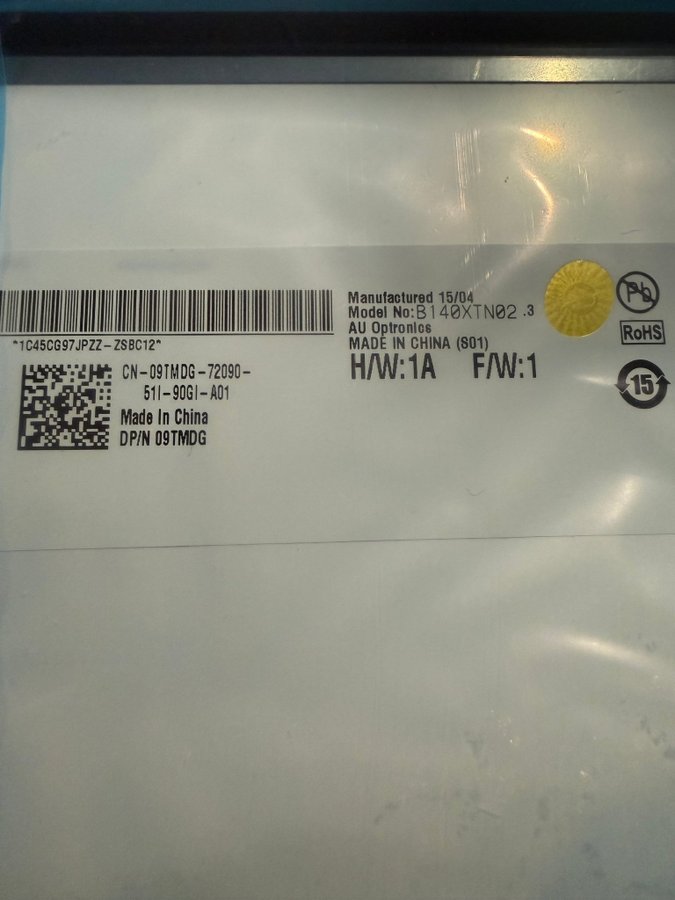 *1C45CG97JPZZ-ZSBC12*
CN-09TMDG-72090-
51I-90GI-A01
Made In China
DP/N 09TMDG
Manufactured 15/04
Model No:B140XTN02 .3
AU Optronics
MADE IN CHINA (S01)
H/W:1A F/W:1
Pb
RoHS
15